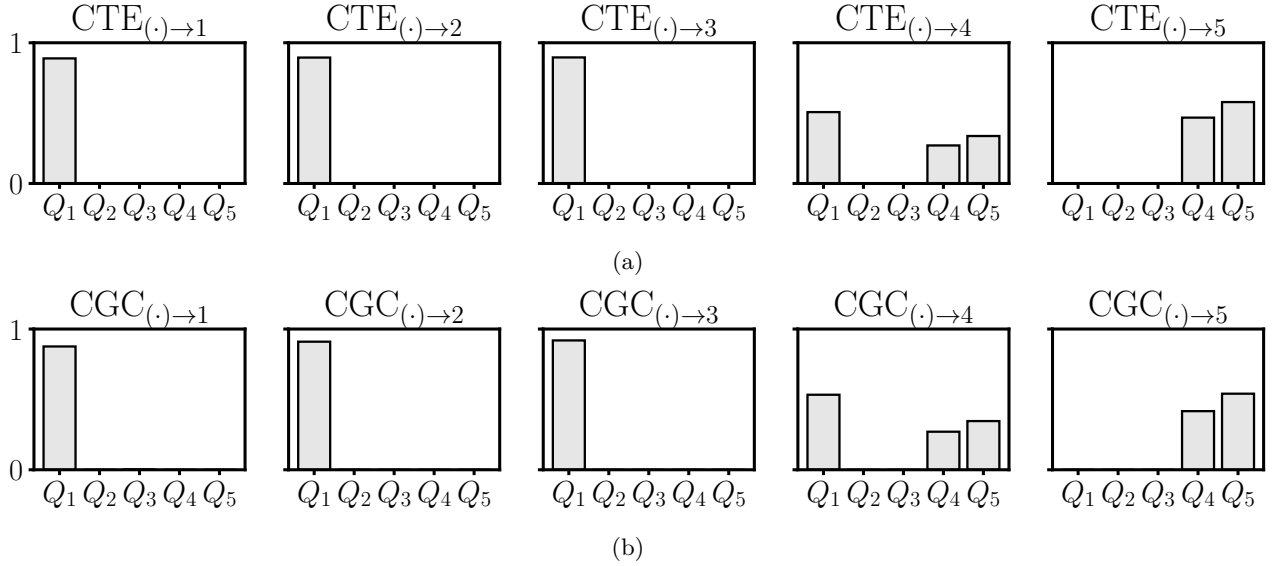 CTE(·)→1 CTE(·)→2 CTE(·)→3 CTE(·)→4 CTE(·)→5
1
0
Q1 Q2 Q3 Q4 Q5 Q1 Q2 Q3 Q4 Q5 Q1 Q2 Q3 Q4 Q5 Q1 Q2 Q3 Q4 Q5 Q1 Q2 Q3 Q4 Q5
(a)
CGC(·)→1 CGC(·)→2 CGC(·)→3 CGC(·)→4 CGC(·)→5
1
0
Q1 Q2 Q3 Q4 Q5 Q1 Q2 Q3 Q4 Q5 Q1 Q2 Q3 Q4 Q5 Q1 Q2 Q3 Q4 Q5 Q1 Q2 Q3 Q4 Q5
(b)